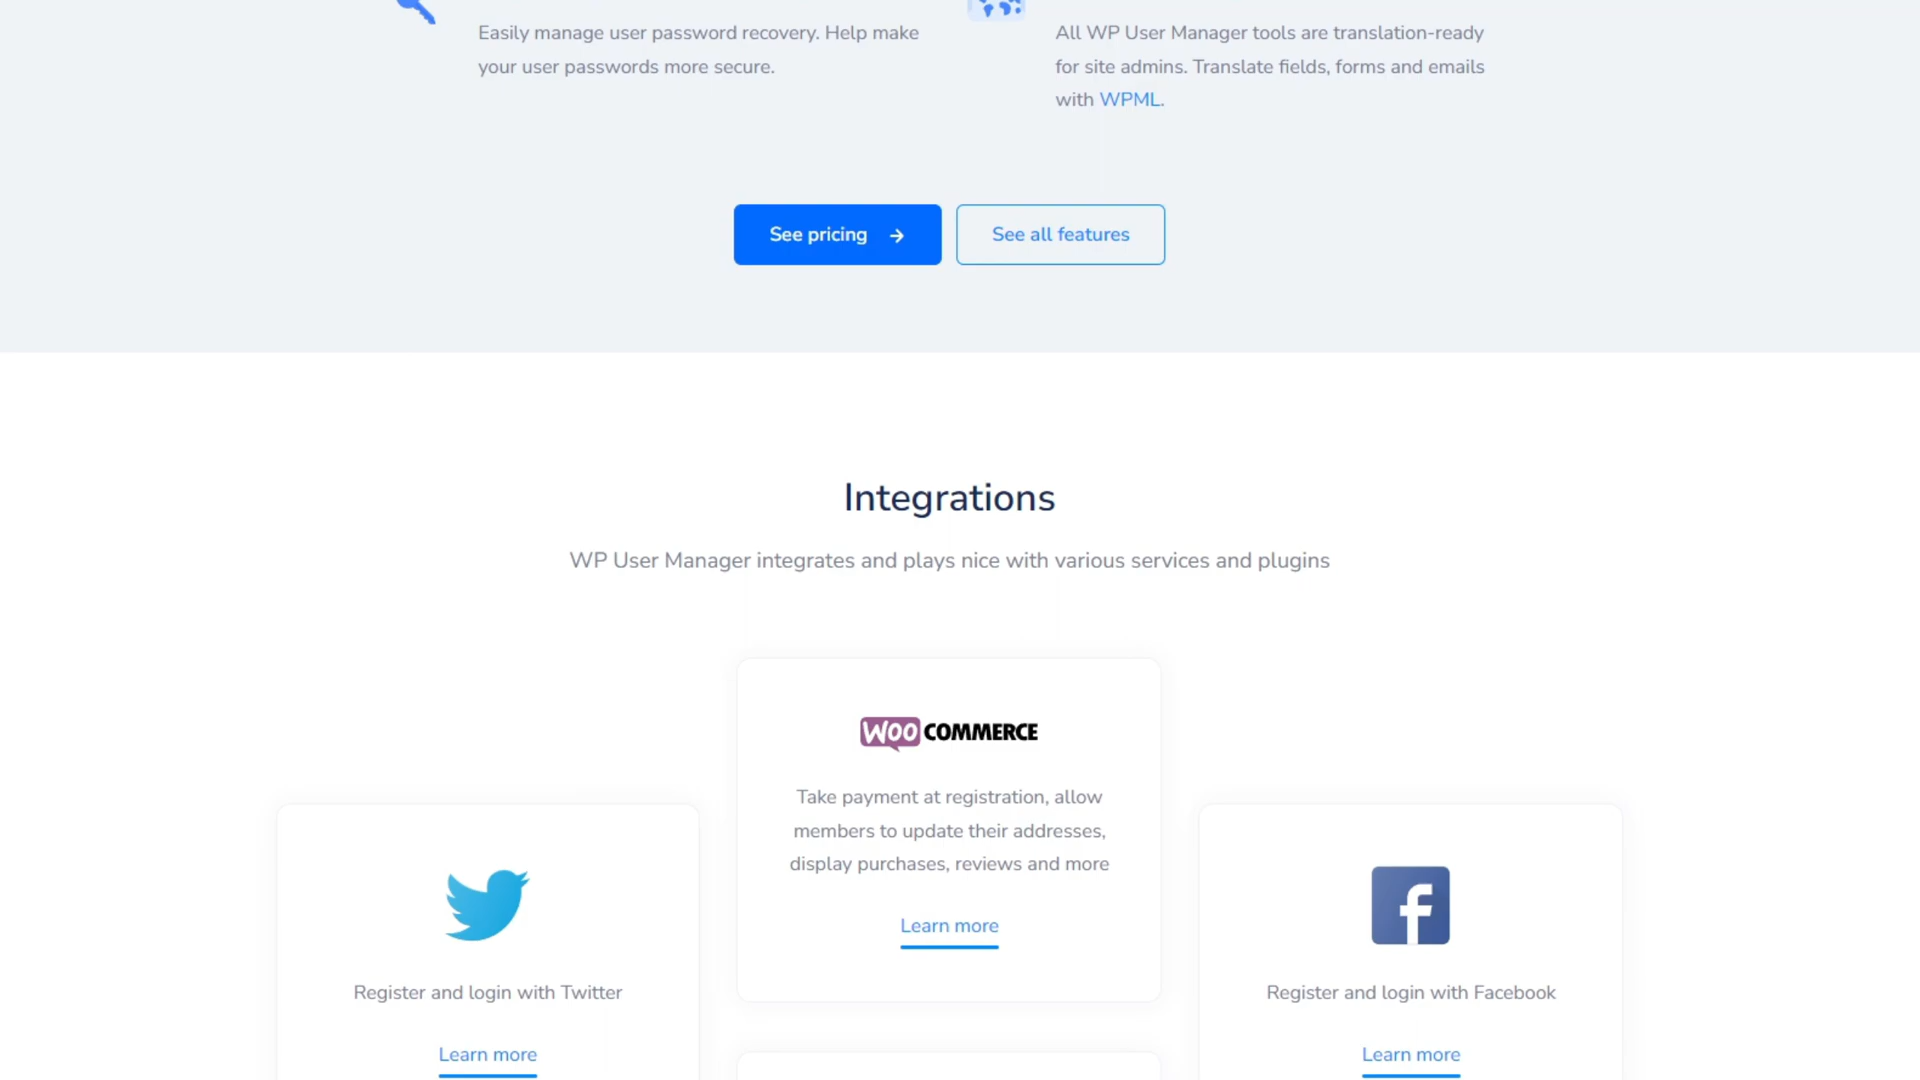 Easily manage user password recovery. Help make
your user passwords more secure.
All WP User Manager tools are translation-ready
for site admins. Translate fields, forms and emails
with WPML.
See pricing
See all features
Integrations
WP User Manager integrates and plays nice with various services and plugins
WOO COMMERCE
Take payment at registration, allow
members to update their addresses,
display purchases, reviews and more
Learn more
Register and login with Twitter
Learn more
Register and login with Facebook
Learn more